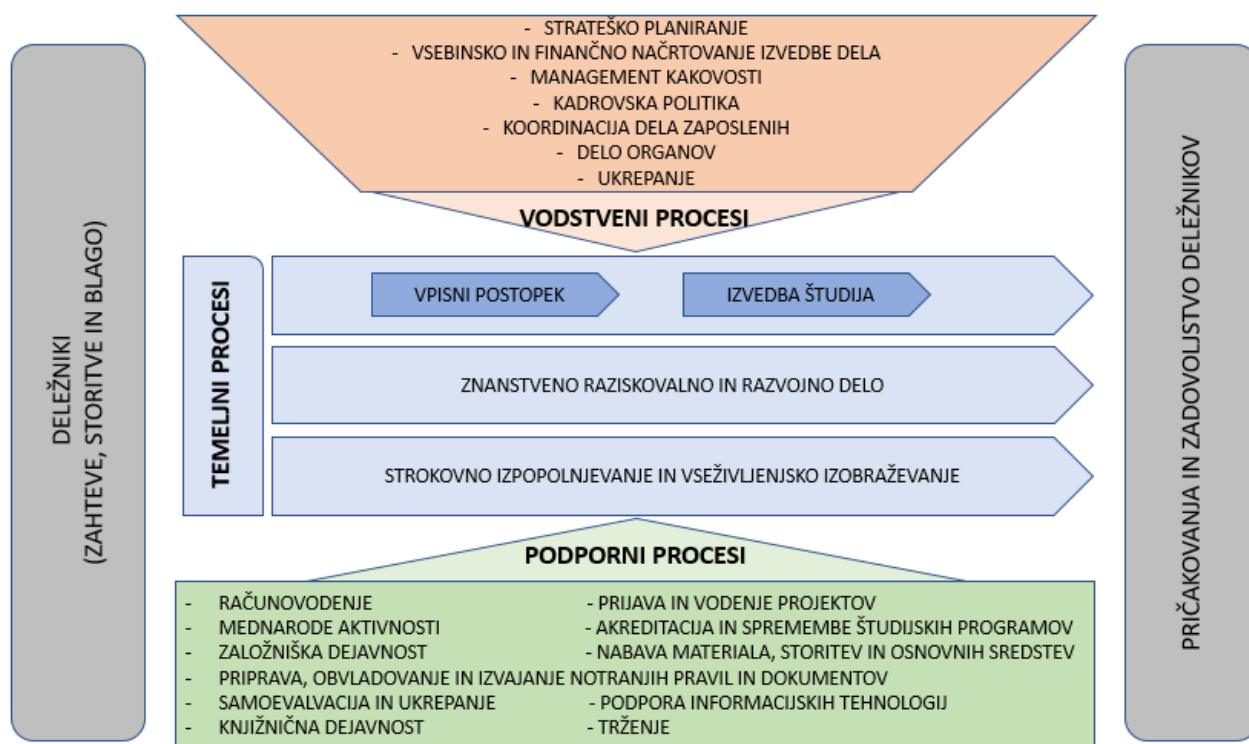 DELEŽNIKI
(ZAHTEVE, STORITVE IN BLAGO)
- STRATEŠKO PLANIRANJE
- VSEBINSKO IN FINANČNO NAČRTOVANJE IZVEDBE DELA
- MANAGEMENT KAKOVOSTI
- KADROVSKA POLITIKA
- KOORDINACIJA DELA ZAPOSLENIH
- DELO ORGANOV
- UKREPANJE
VODSTVENI PROCESI
TEMELJNI PROCESI
VPISNI POSTOPEK
IZVEDBA ŠTUDIJA
ZNANSTVENO RAZISKOVALNO IN RAZVOJNO DELO
STROKOVNO IZPOPOLNJEVANJE IN VSEŽIVLJENJSKO IZOBRAŽEVANJE
PODPORNI PROCESI
- RAČUNOVODENJE - PRIJAVA IN VODENJE PROJEKTOV
- MEDNARODE AKTIVNOSTI - AKREDITACIJA IN SPREMEMBE ŠTUDIJSKIH PROGRAMOV
- ZALOŽNIŠKA DEJAVNOST - NABAVA MATERIALA, STORITEV IN OSNOVNIH SREDSTEV
- PRIPRAVA, OBVLADOVANJE IN IZVAJANJE NOTRANJIH PRAVIL IN DOKUMENTOV
- SAMOEVALVACIJA IN UKREPANJE - PODPORA INFORMACIJSKIH TEHNOLOGIJ
- KNJIŽNIČNA DEJAVNOST - TRŽENJE
PRIČAKOVANJA IN ZADOVOLJSTVO DELEŽNIKOV